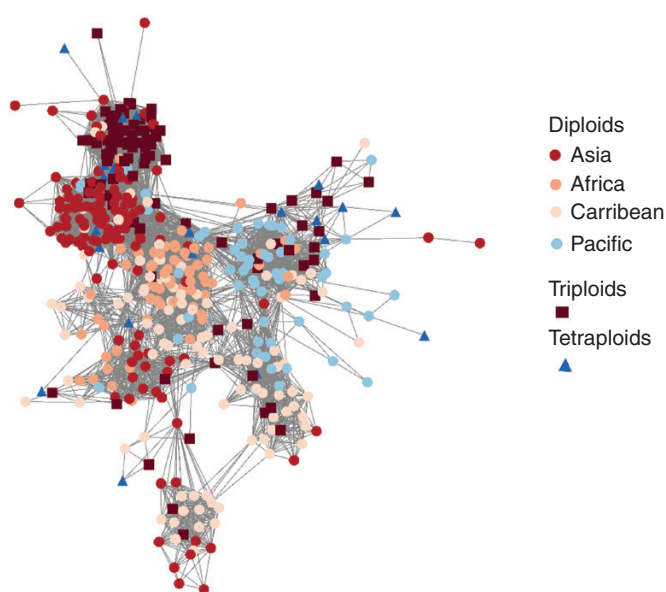 Diploids
Asia
Africa
Carribean
Pacific
Triploids
Tetraploids